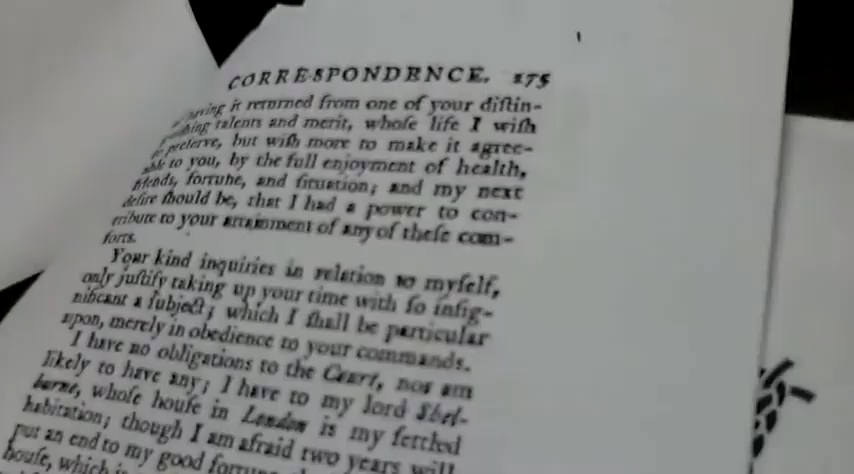 CORRESPONDENCE. 175
having it returned from one of your diſtin-
talents and merit, whoſe life I wiſh
to preſerve, but wiſh more to make it agree-
able to you, by the full enjoyment of health,
friends, fortune, and ſituation; and my next
deſire ſhould be, that I had a power to con-
tribute to your attainment of any of theſe com-
forts.
Your kind inquiries in relation to myſelf,
only juſtify taking up your time with ſo inſig-
nificant a ſubject; which I ſhall be particular
upon, merely in obedience to your commands.
I have no obligations to the Court, nor am
likely to have any; I have to my lord Shel-
burne, whoſe houſe in London is my ſettled
habitation; though I am afraid two years will
put an end to my good fortune
houſe, which